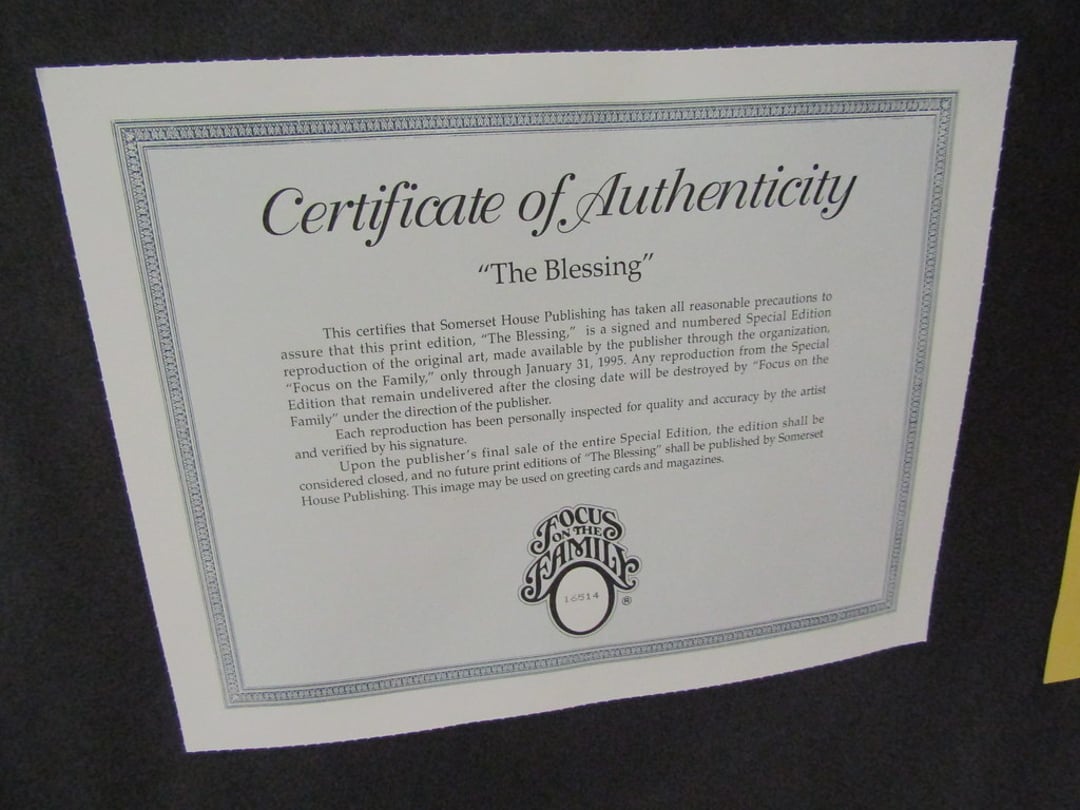 Certificate of Authenticity
“The Blessing”
This certifies that Somerset House Publishing has taken all reasonable precautions to
assure that this print edition, “The Blessing,” is a signed and numbered Special Edition
reproduction of the original art, made available by the publisher through the organization,
“Focus on the Family,” only through January 31, 1995. Any reproduction from the Special
Edition that remain undelivered after the closing date will be destroyed by “Focus on the
Family” under the direction of the publisher.
Each reproduction has been personally inspected for quality and accuracy by the artist
and verified by his signature.
Upon the publisher’s final sale of the entire Special Edition, the edition shall be
considered closed, and no future print editions of “The Blessing” shall be published by Somerset
House Publishing. This image may be used on greeting cards and magazines.
FOCUS
ON THE
FAMILY
16514
®